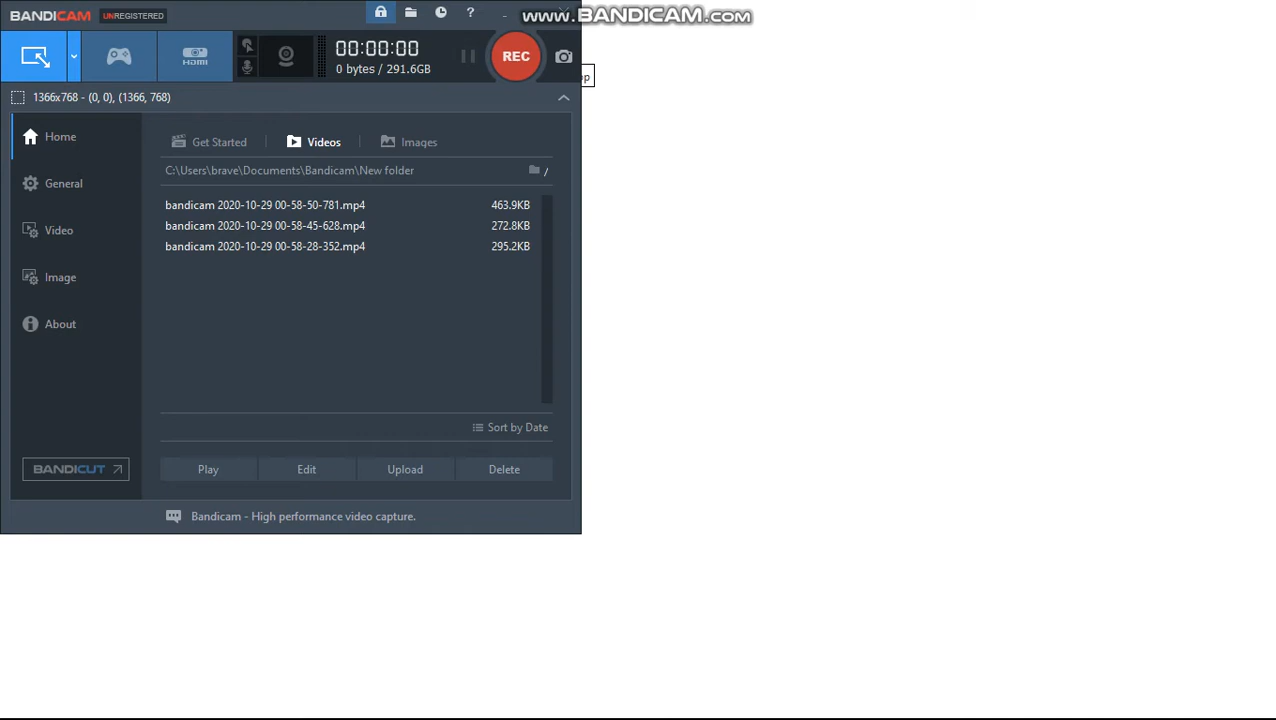 BANDICAM UNREGISTERED
?
www.BANDICAM.com
HDMI
00:00:00
0 bytes / 291.6GB
REC
1366x768 - (0, 0), (1366, 768)
Home
General
Video
Image
About
BANDICUT
Get Started
Videos
Images
C:\Users\brave\Documents\Bandicam\New folder
/
bandicam 2020-10-29 00-58-50-781.mp4 463.9KB
bandicam 2020-10-29 00-58-45-628.mp4 272.8KB
bandicam 2020-10-29 00-58-28-352.mp4 295.2KB
Sort by Date
Play Edit Upload Delete
Bandicam - High performance video capture.